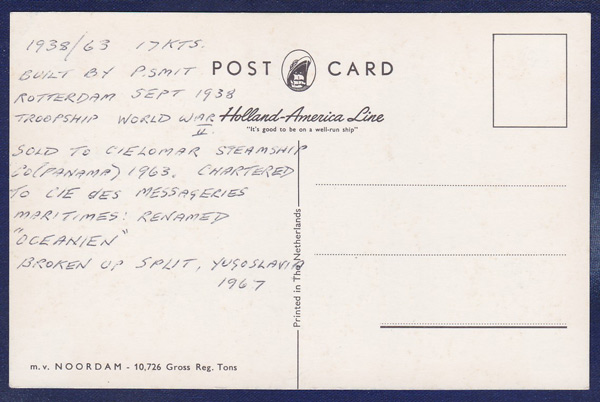 1938/63 17KTS.
BUILT BY P.SMIT
ROTTERDAM SEPT 1938
TROOPSHIP WORLD WAR
II.
SOLD TO CIELOMAR STEAMSHIP
CO(PANAMA) 1963. CHARTERED
TO CIE des MESSAGERIES
MARITIMES: RENAMED
"OCEANIEN"
BROKEN UP SPLIT, YUGOSLAVIA
1967
POST CARD
Holland-America Line
"It's good to be on a well-run ship"
Printed in The Netherlands
m.v. NOORDAM - 10,726 Gross Reg. Tons